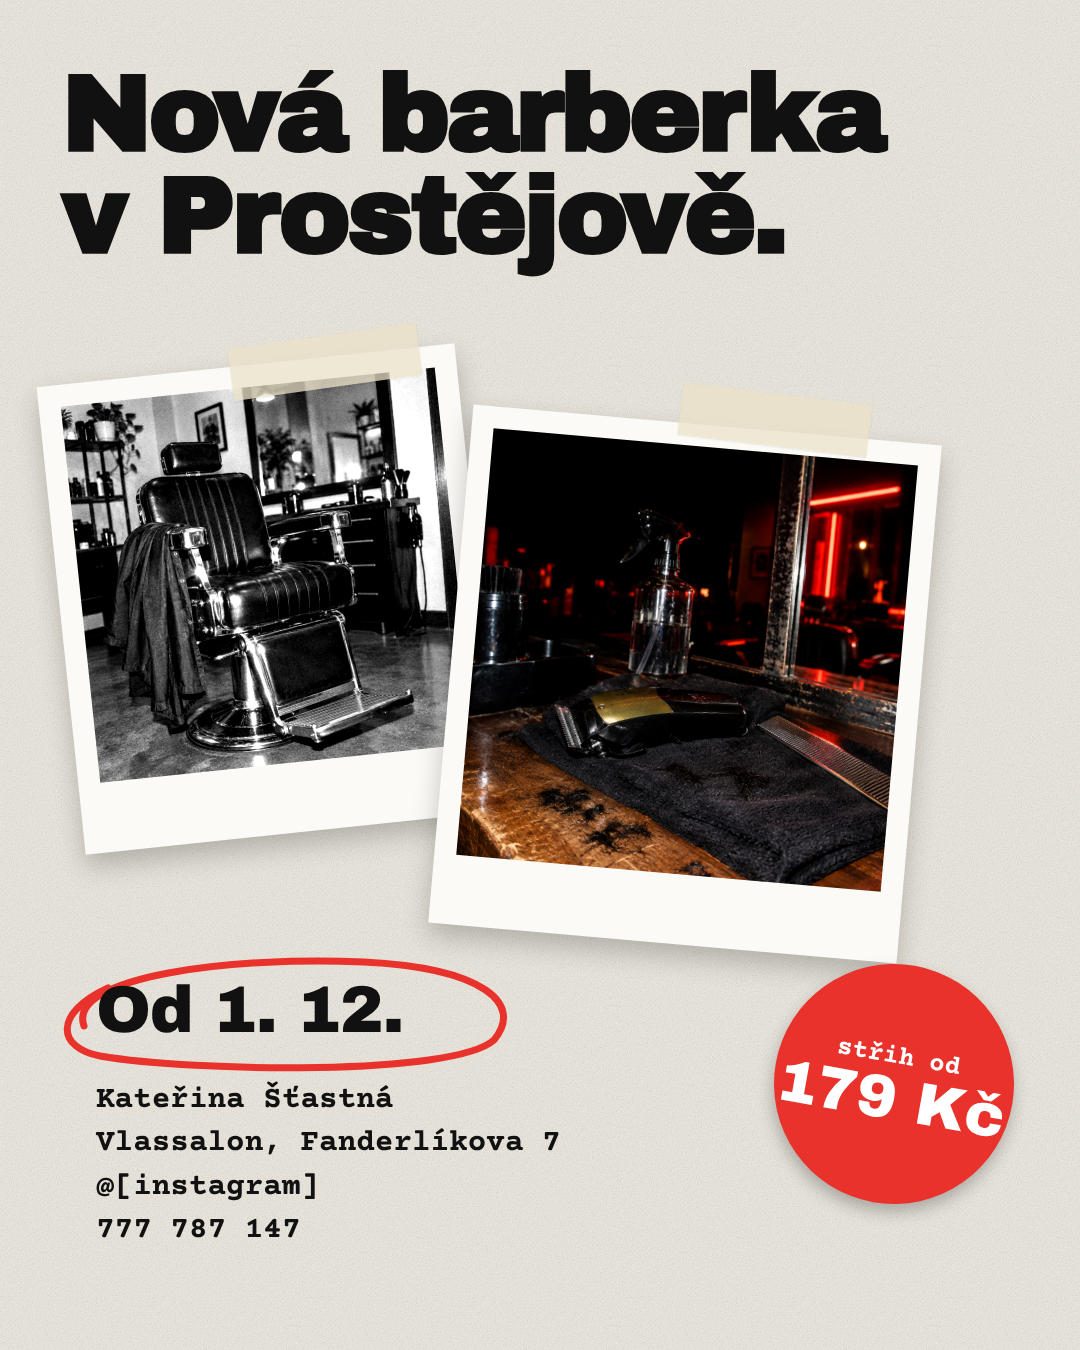 Nová barberka
v Prostějově.
Od 1. 12.
Kateřina Šťastná
Vlassalon, Fanderlíkova 7
@[instagram]
777 787 147
střih od
179 Kč